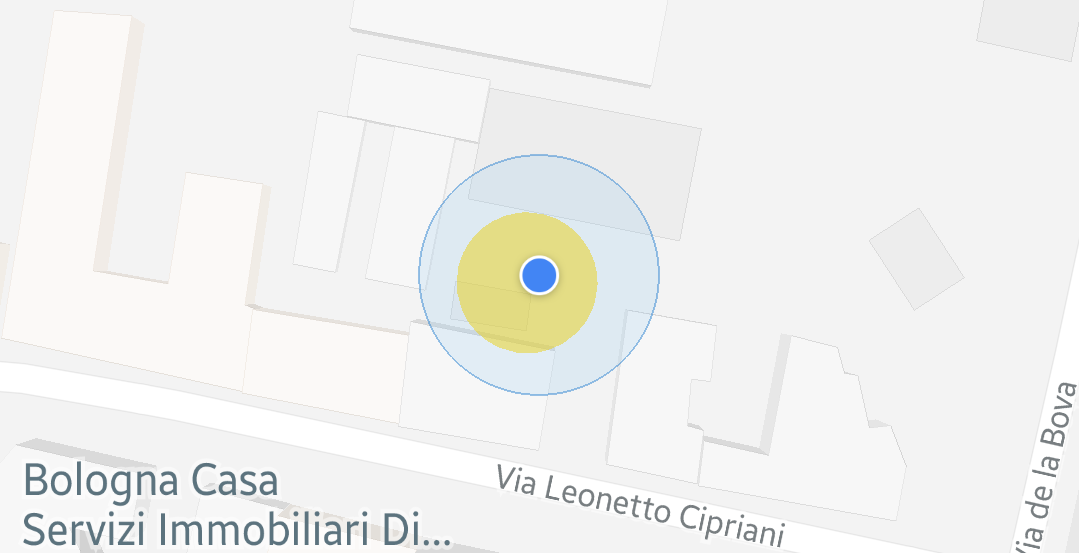 Bologna Casa
Servizi Immobiliari Di...
Via Leonetto Cipriani
Via de la Bova